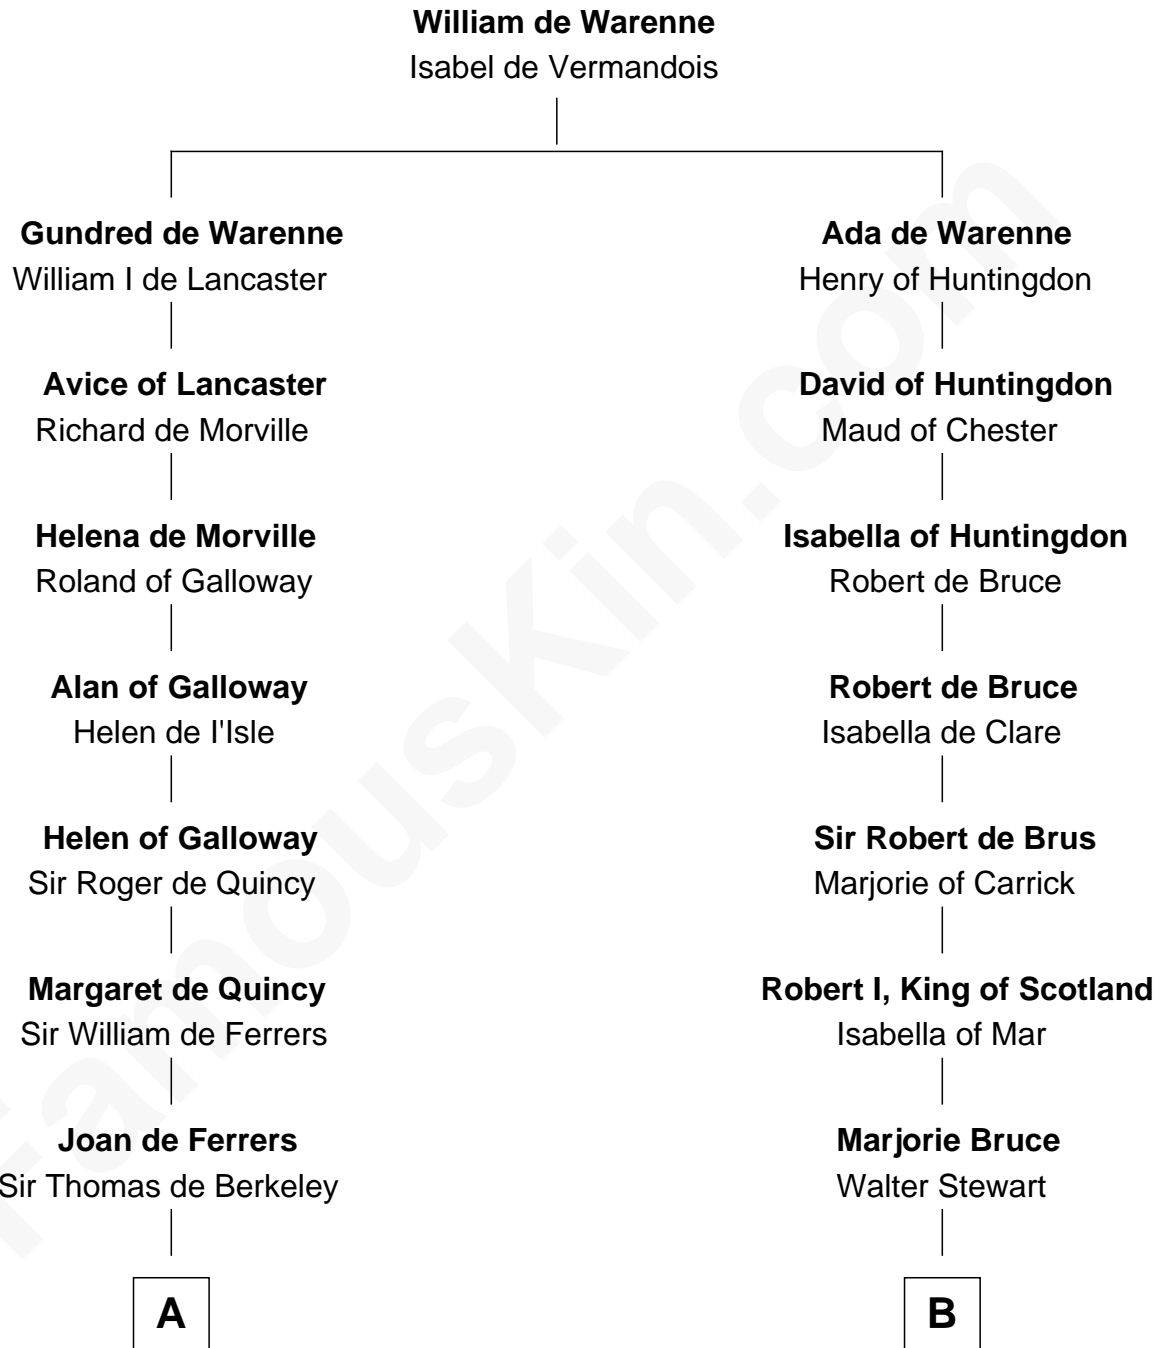 William de Warenne
Isabel de Vermandois
Gundred de Warenne
William I de Lancaster
Avice of Lancaster
Richard de Morville
Helena de Morville
Roland of Galloway
Alan of Galloway
Helen de l'Isle
Helen of Galloway
Sir Roger de Quincy
Margaret de Quincy
Sir William de Ferrers
Joan de Ferrers
Sir Thomas de Berkeley
A
Ada de Warenne
Henry of Huntingdon
David of Huntingdon
Maud of Chester
Isabella of Huntingdon
Robert de Bruce
Robert de Bruce
Isabella de Clare
Sir Robert de Brus
Marjorie of Carrick
Robert I, King of Scotland
Isabella of Mar
Marjorie Bruce
Walter Stewart
B
FamousKin.com